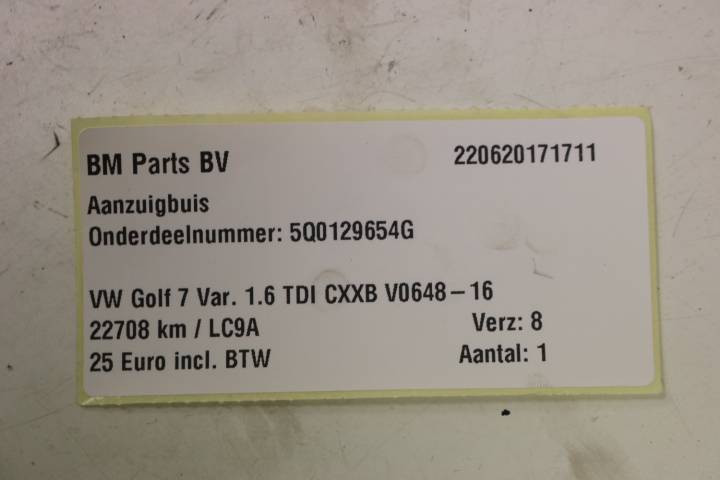 BM Parts BV 220620171711
Aanzuigbuis
Onderdeelnummer: 5Q0129654G
VW Golf 7 Var. 1.6 TDI CXXB V0648-16
22708 km / LC9A Verz: 8
25 Euro incl. BTW Aantal: 1